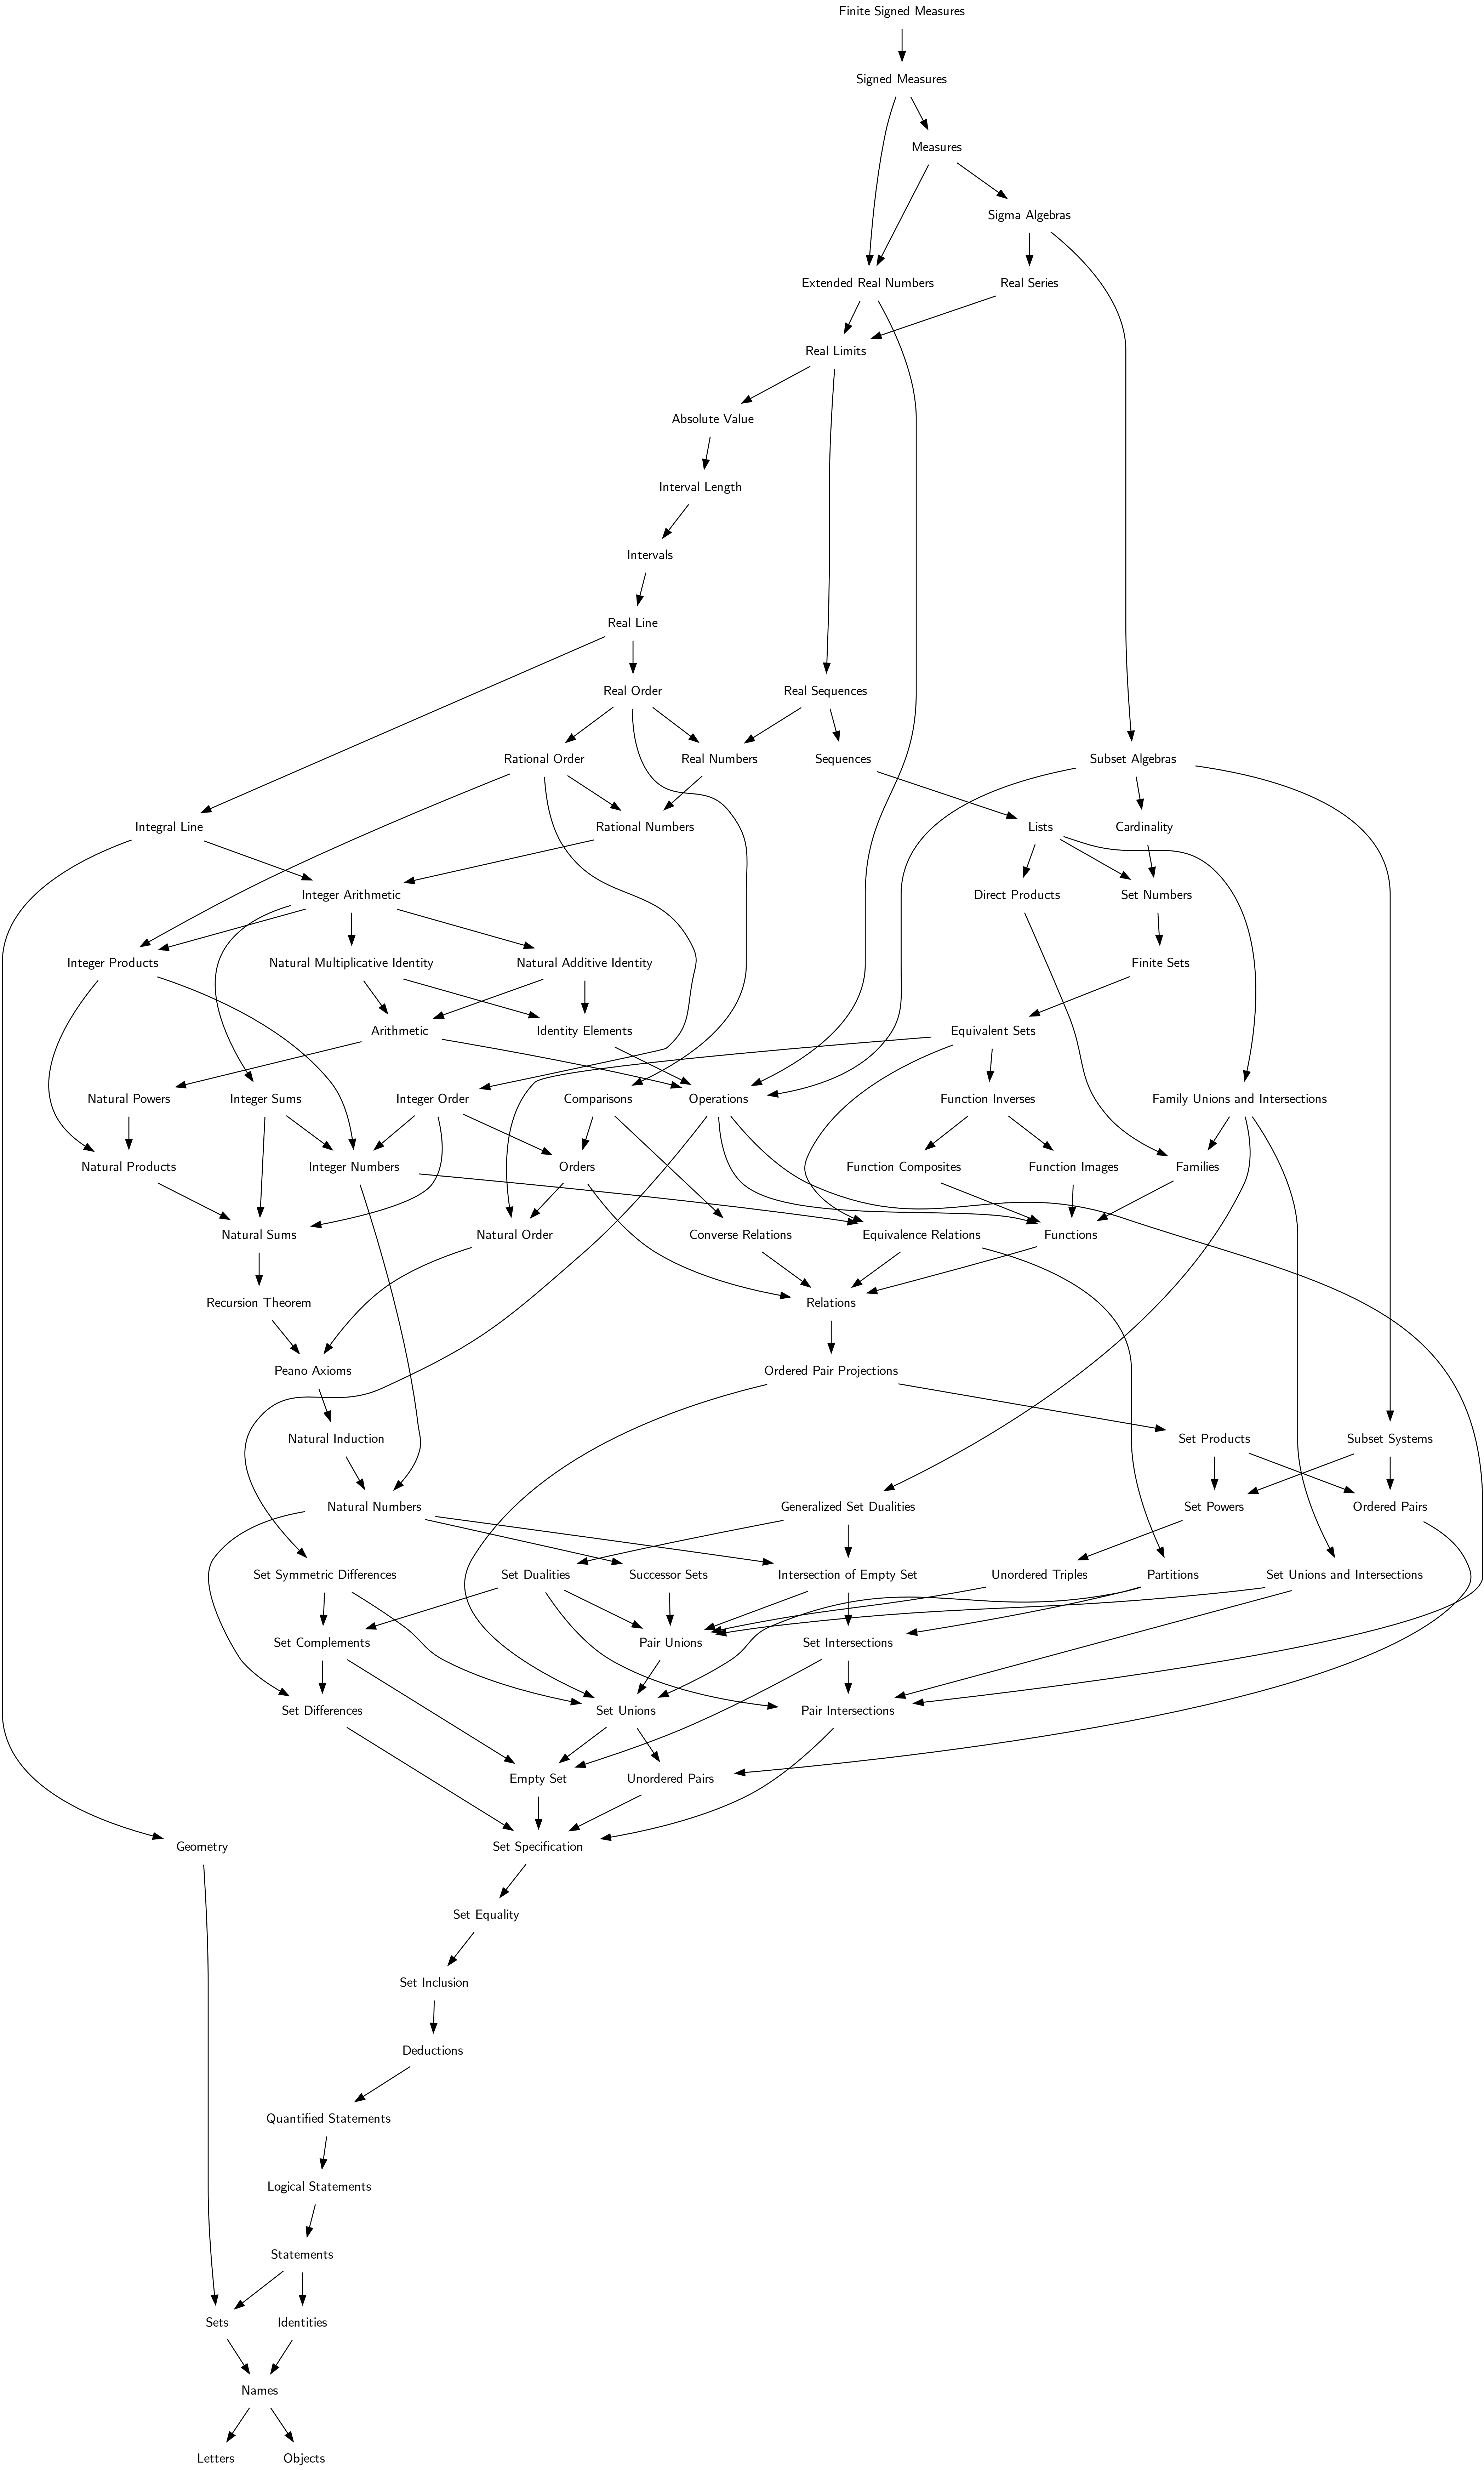 Finite Signed Measures
Signed Measures
Measures
Sigma Algebras
Extended Real Numbers
Real Series
Real Limits
Absolute Value
Interval Length
Intervals
Real Line
Real Order
Real Sequences
Rational Order
Real Numbers
Sequences
Subset Algebras
Integral Line
Rational Numbers
Lists
Cardinality
Integer Arithmetic
Direct Products
Set Numbers
Integer Products
Natural Multiplicative Identity
Natural Additive Identity
Finite Sets
Arithmetic
Identity Elements
Equivalent Sets
Natural Powers
Integer Sums
Integer Order
Comparisons
Operations
Function Inverses
Family Unions and Intersections
Natural Products
Integer Numbers
Orders
Function Composites
Function Images
Families
Natural Sums
Natural Order
Converse Relations
Equivalence Relations
Functions
Recursion Theorem
Relations
Peano Axioms
Ordered Pair Projections
Natural Induction
Set Products
Subset Systems
Natural Numbers
Generalized Set Dualities
Set Powers
Ordered Pairs
Set Symmetric Differences
Set Dualities
Successor Sets
Intersection of Empty Set
Unordered Triples
Partitions
Set Unions and Intersections
Set Complements
Pair Unions
Set Intersections
Set Differences
Set Unions
Pair Intersections
Empty Set
Unordered Pairs
Geometry
Set Specification
Set Equality
Set Inclusion
Deductions
Quantified Statements
Logical Statements
Statements
Sets
Identities
Names
Letters
Objects